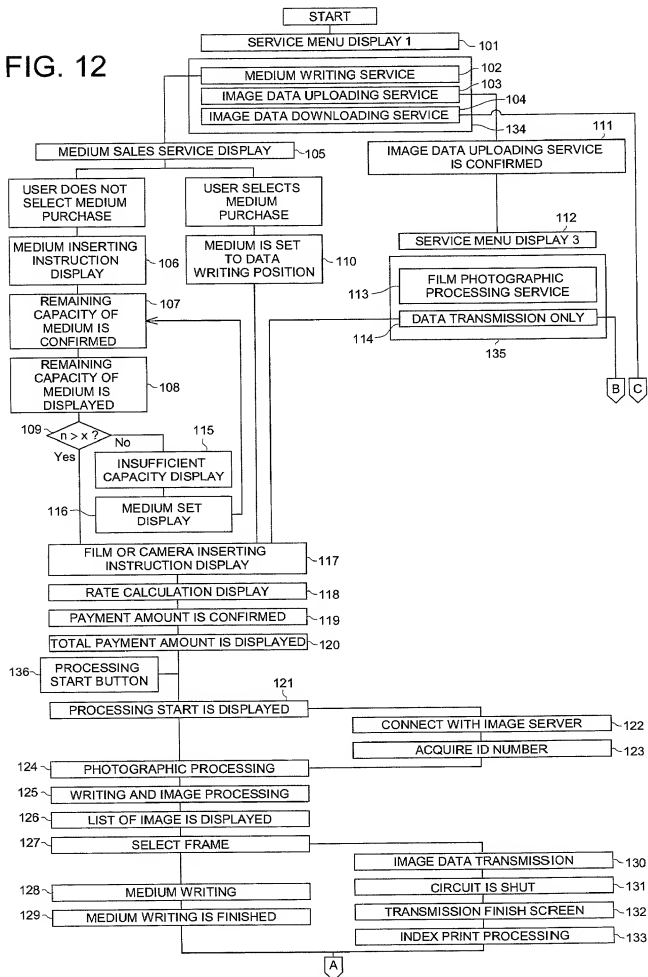 START
SERVICE MENU DISPLAY 1
101
FIG. 12
MEDIUM WRITING SERVICE
102
103
IMAGE DATA UPLOADING SERVICE
104
IMAGE DATA DOWNLOADING SERVICE
134
111
MEDIUM SALES SERVICE DISPLAY
105
IMAGE DATA UPLOADING SERVICE
IS CONFIRMED
USER DOES NOT
SELECT MEDIUM
PURCHASE
USER SELECTS
MEDIUM
PURCHASE
112
SERVICE MENU DISPLAY 3
MEDIUM INSERTING
INSTRUCTION
DISPLAY
106
MEDIUM IS SET
TO DATA
WRITING POSITION
110
113
FILM PHOTOGRAPHIC
PROCESSING SERVICE
107
REMAINING
CAPACITY OF
MEDIUM IS
CONFIRMED
114
DATA TRANSMISSION ONLY
135
REMAINING
CAPACITY OF
MEDIUM IS
DISPLAYED
108
B
C
109
n > x ?
No
Yes
115
INSUFFICIENT
CAPACITY DISPLAY
116
MEDIUM SET
DISPLAY
FILM OR CAMERA INSERTING
INSTRUCTION DISPLAY
117
RATE CALCULATION DISPLAY
118
PAYMENT AMOUNT IS CONFIRMED
119
TOTAL PAYMENT AMOUNT IS DISPLAYED
120
136
PROCESSING
START BUTTON
121
PROCESSING START IS DISPLAYED
CONNECT WITH IMAGE SERVER
122
ACQUIRE ID NUMBER
123
124
PHOTOGRAPHIC PROCESSING
125
WRITING AND IMAGE PROCESSING
126
LIST OF IMAGE IS DISPLAYED
127
SELECT FRAME
IMAGE DATA TRANSMISSION
130
128
MEDIUM WRITING
CIRCUIT IS SHUT
131
129
MEDIUM WRITING IS FINISHED
TRANSMISSION FINISH SCREEN
132
INDEX PRINT PROCESSING
133
A